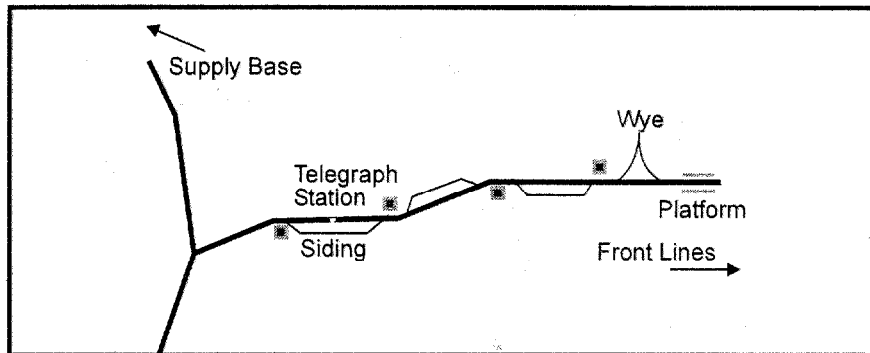 Supply Base
Wye
Telegraph
Station
Platform
Siding
Front Lines